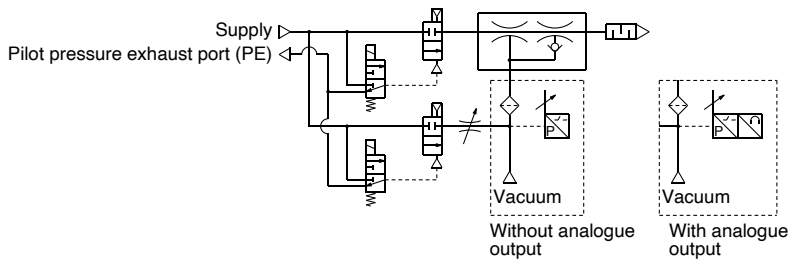 Supply
Pilot pressure exhaust port (PE)
P
P
Vacuum
Vacuum
Without analogue
output
With analogue
output